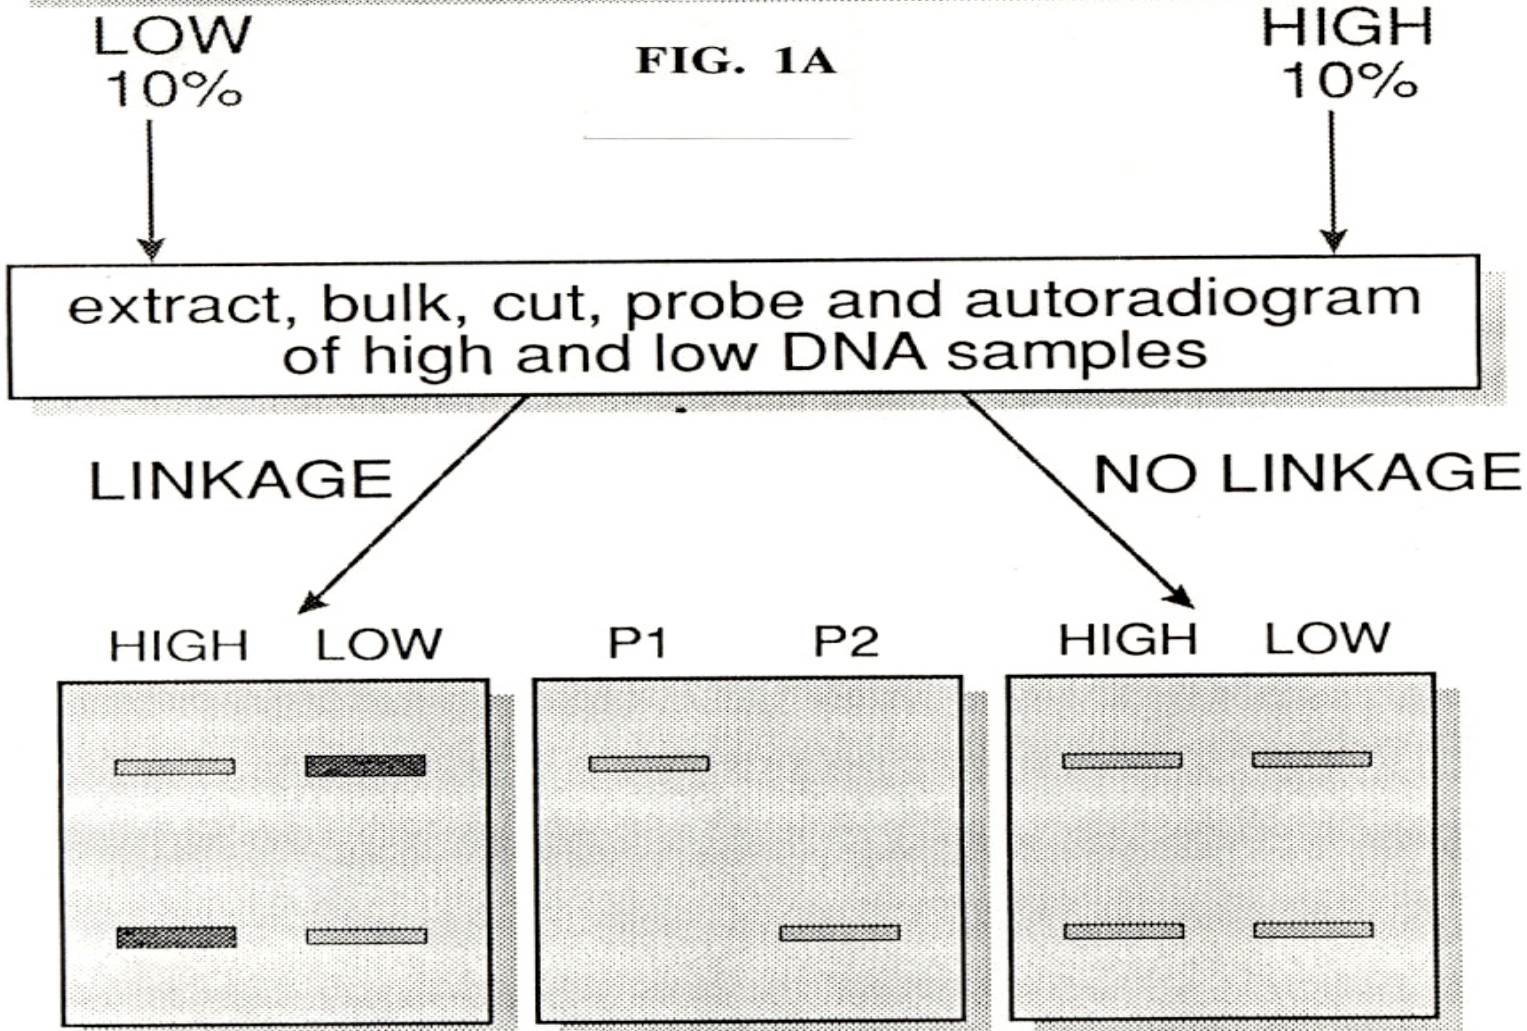 LOW
10%
FIG. 1A
HIGH
10%
extract, bulk, cut, probe and autoradiogram
of high and low DNA samples
LINKAGE
NO LINKAGE
HIGH LOW
P1 P2
HIGH LOW